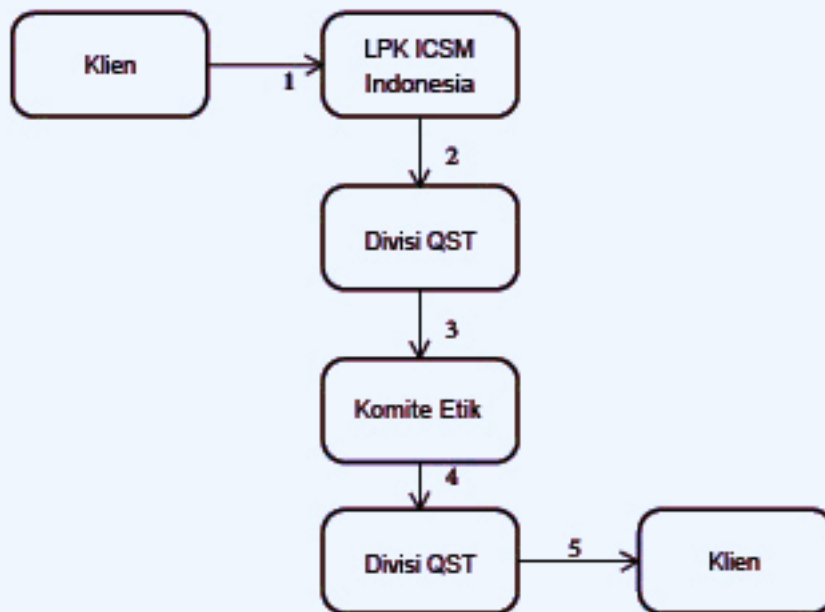 Klien
1
LPK ICSM
Indonesia
2
Divisi QST
3
Komite Etik
4
Divisi QST
5
Klien